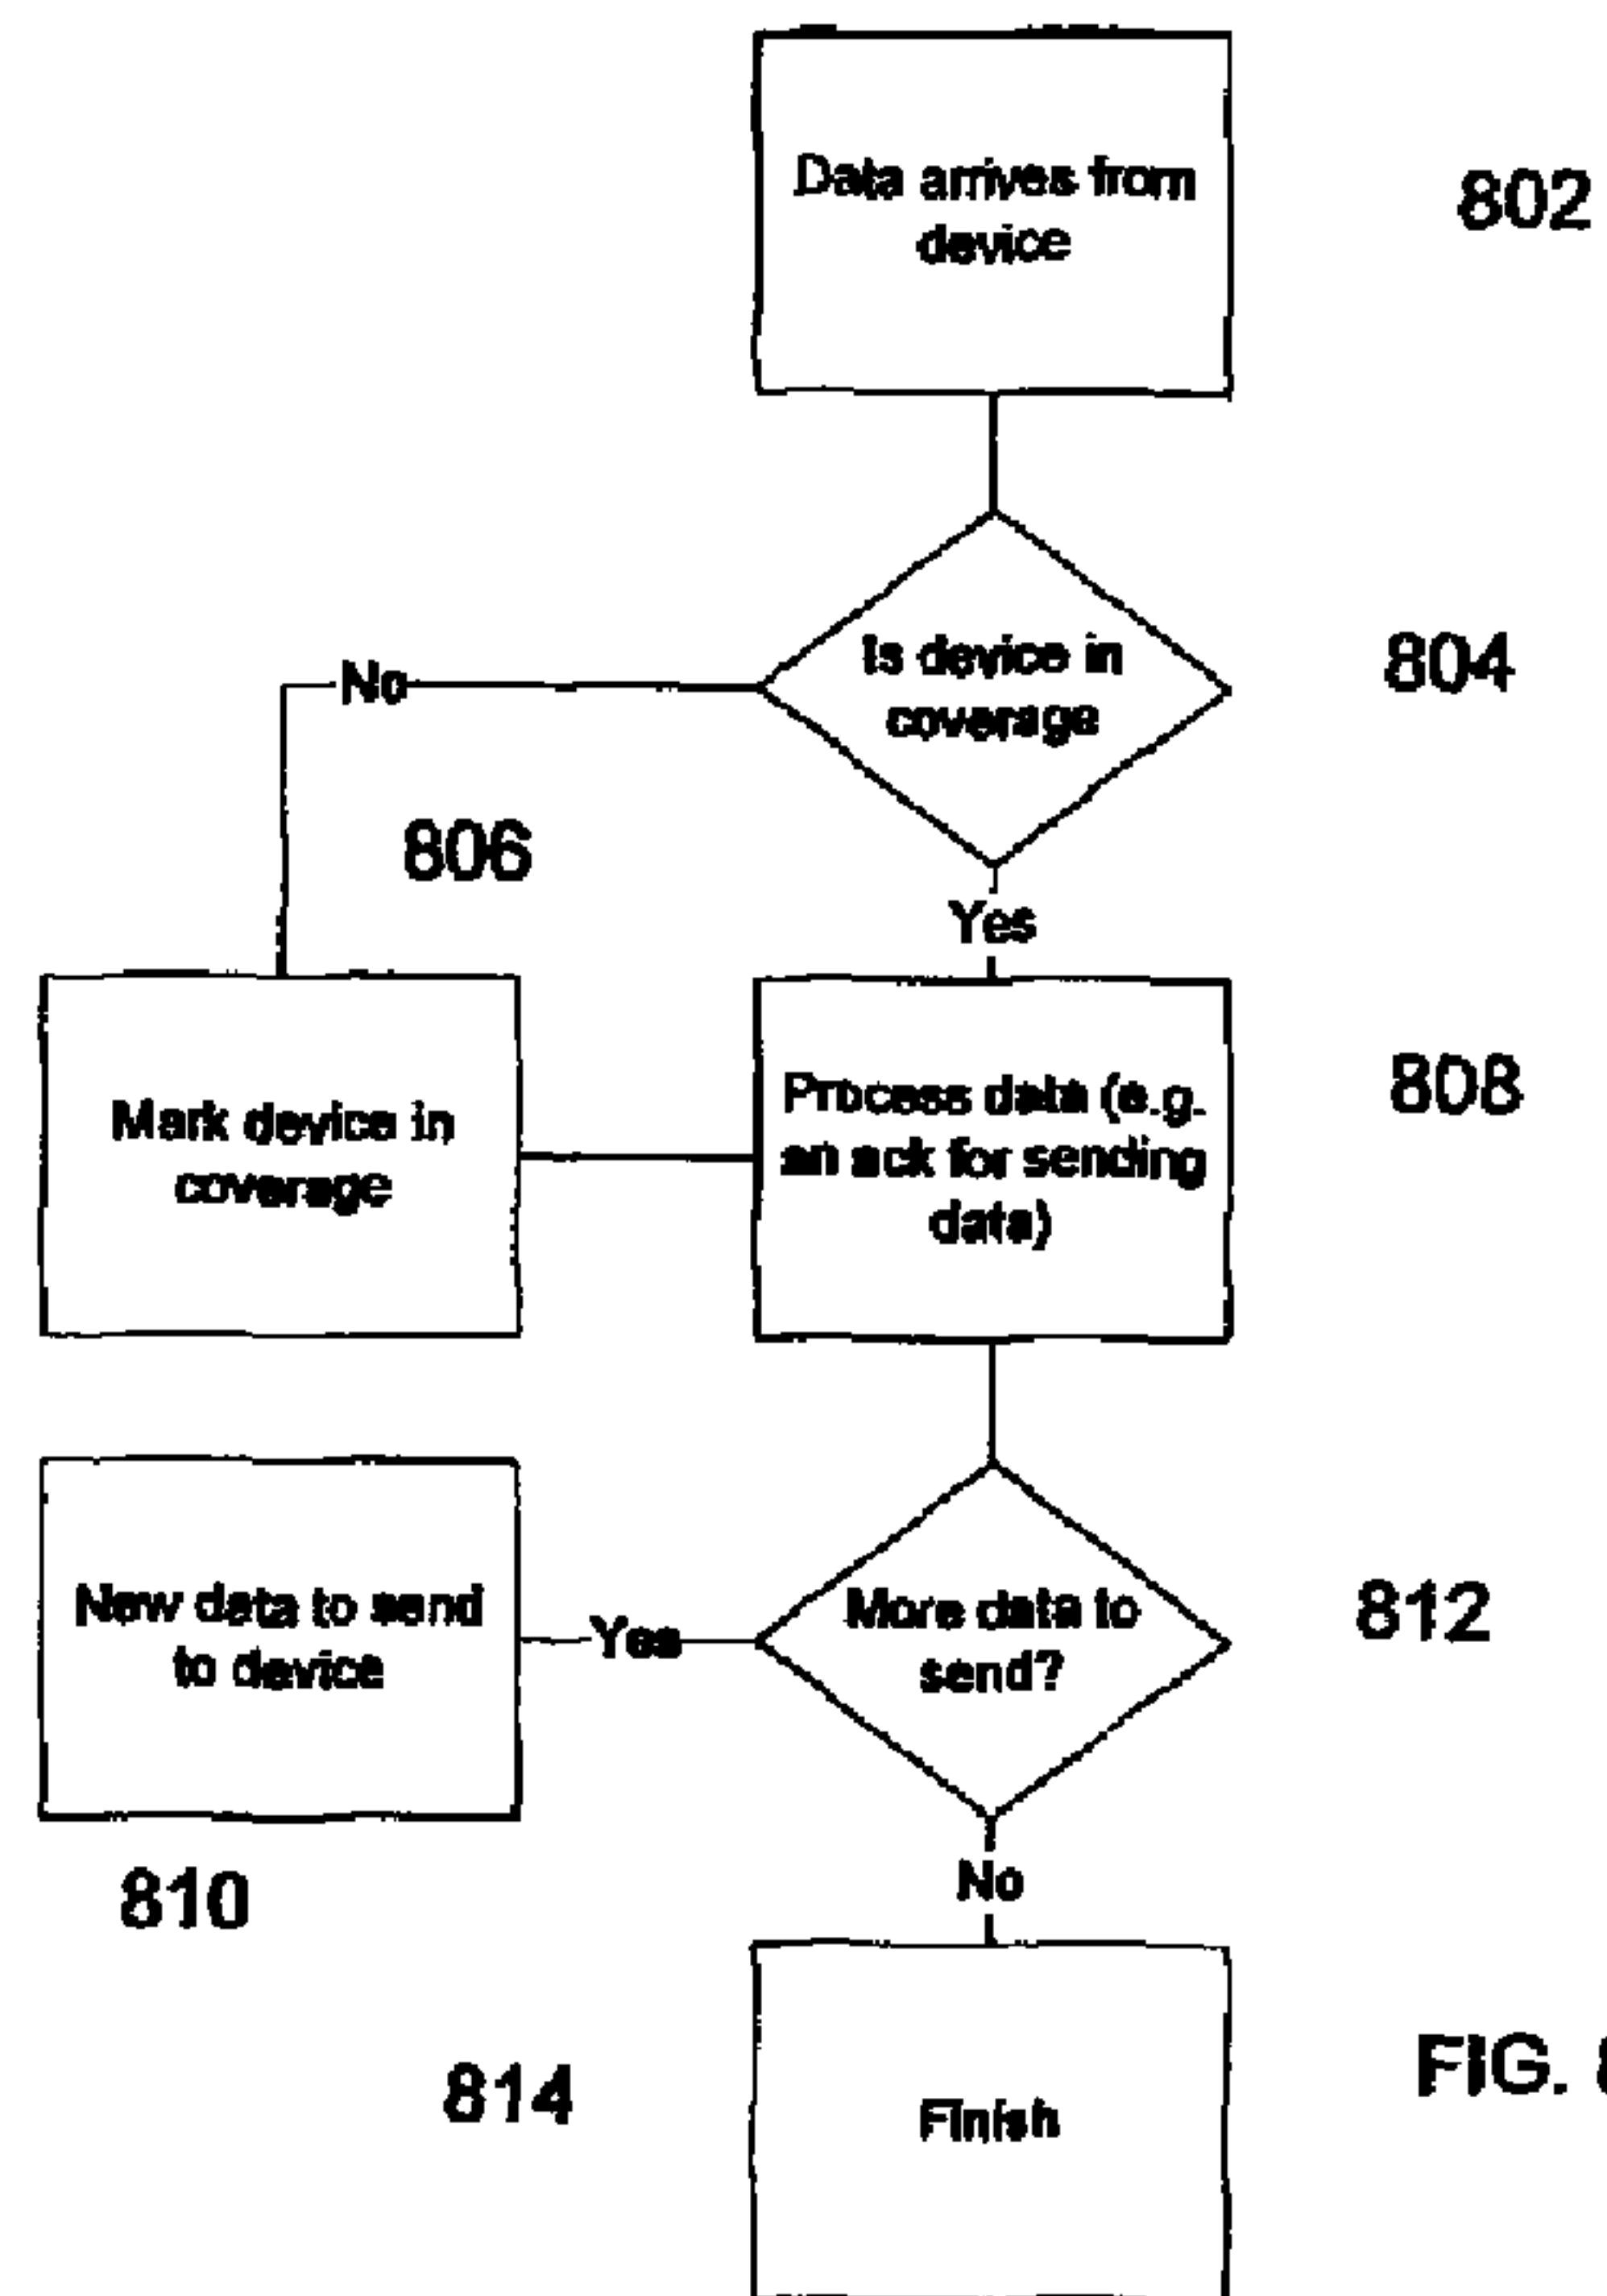 Data arrives from
device
802
Is device in
coverage
804
No
806
Yes
Mark device in
coverage
Process data (e.g.
an ack for sending
data)
808
New data to send
to device
Yes
More data to
send?
812
810
No
814
Finish
FIG.